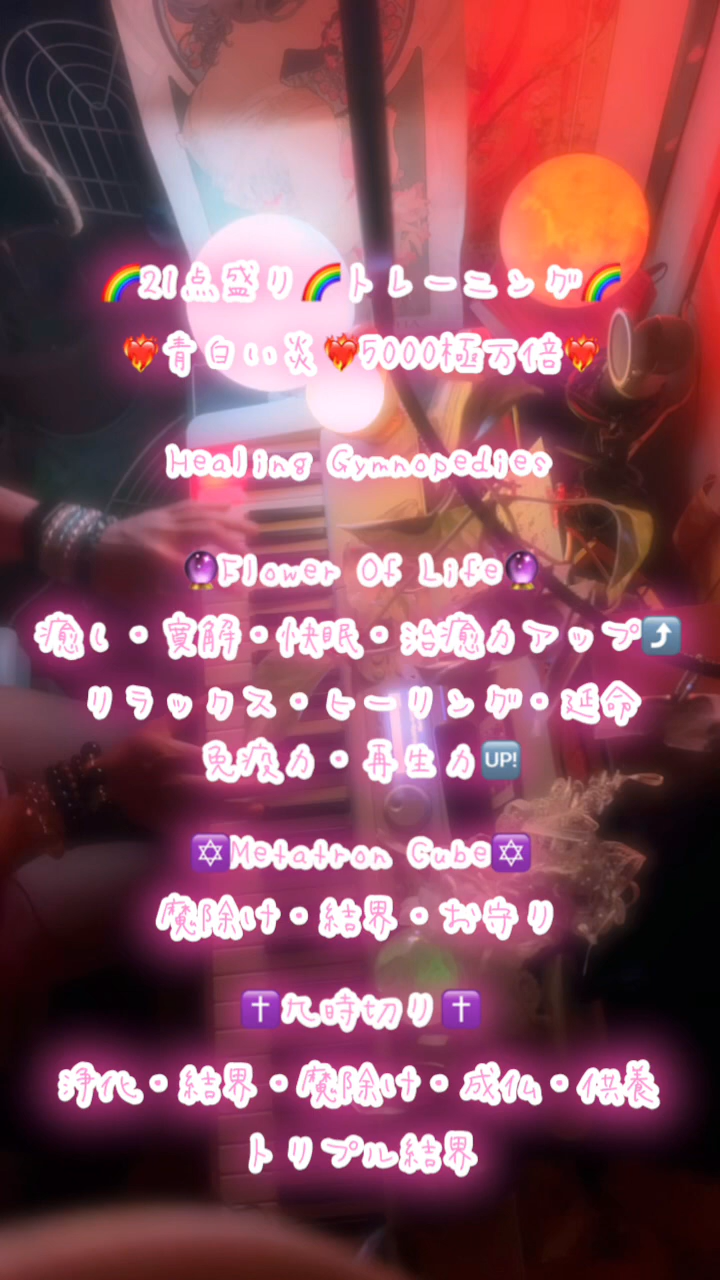 🌈21点盛り🌈トレーニング🌈
❤️‍🔥青白い炎❤️‍🔥5000極万倍❤️‍🔥
Healing Gymnopedies
🔮Flower Of Life🔮
癒し・寛解・快眠・治癒力アップ⤴️
リラックス・ヒーリング・延命
免疫力・再生力🆙
🔯Metatron Cube🔯
魔除け・結界・お守り
✝️九時切り✝️
浄化・結界・魔除け・成仏・供養
トリプル結界